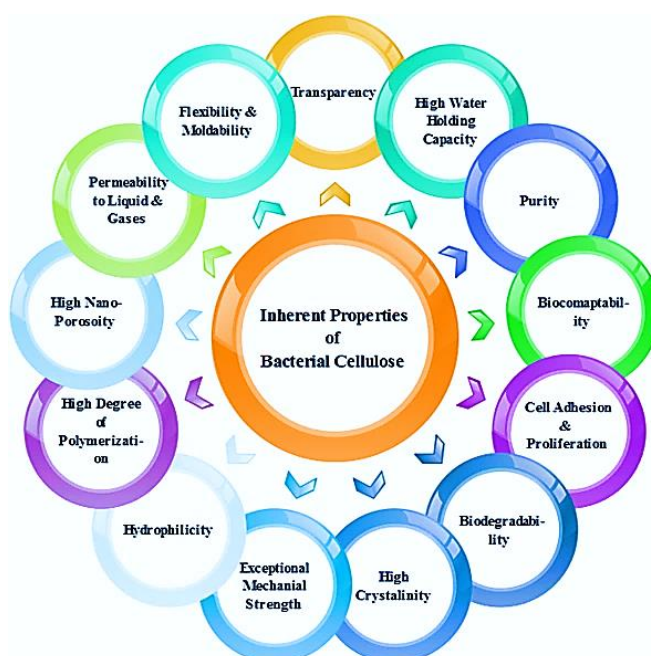 Transparency
High Water
Holding
Capacity
Purity
Biocomaptabil-
ity
Cell Adhesion
&
Proliferation
Biodegradabi-
lity
High
Crystalinity
Exceptional
Mechanial
Strength
Hydrophilicity
High Degree
of
Polymerizati-
on
High Nano-
Porosoity
Permeability
to Liquid &
Gases
Flexibility &
Moldability
Inherent Properties
of
Bacterial Cellulose